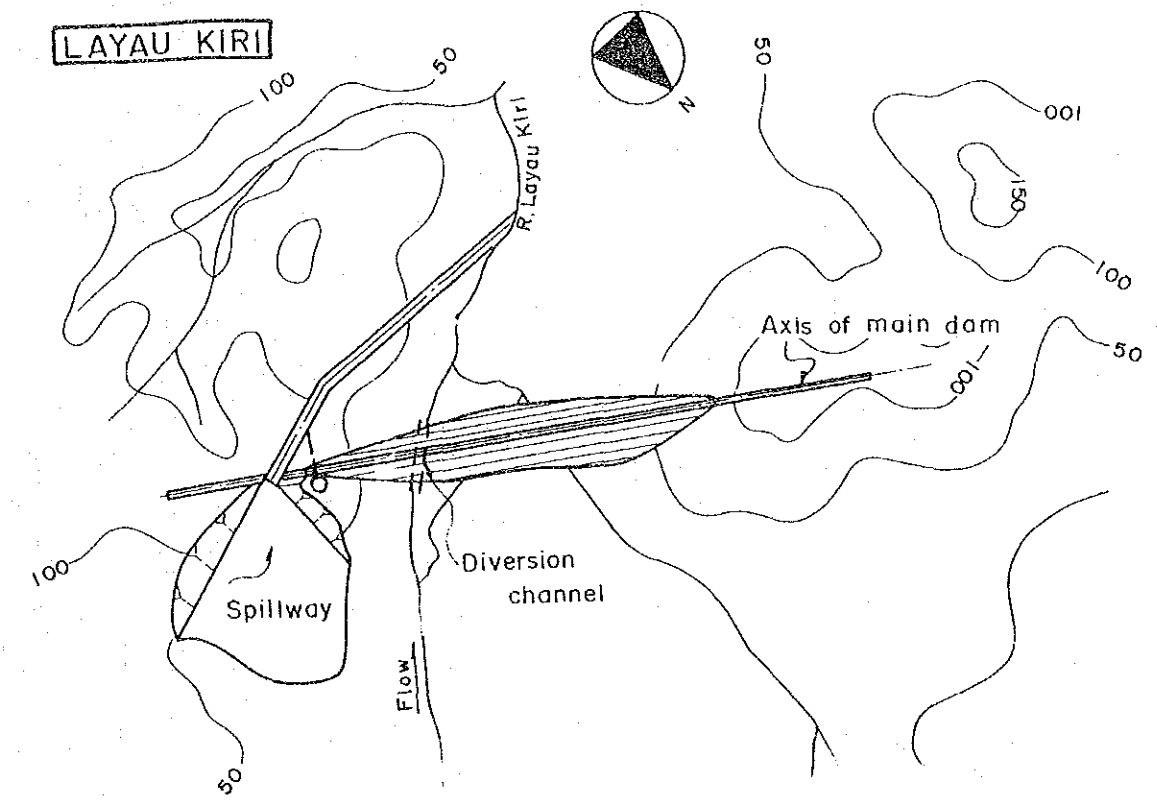 LAYAU KIRI
100
50
N
50
100
150
R. Layau Kiri
100
Axis of main dam
50
100
100
Diversion
channel
Spillway
Flow
50